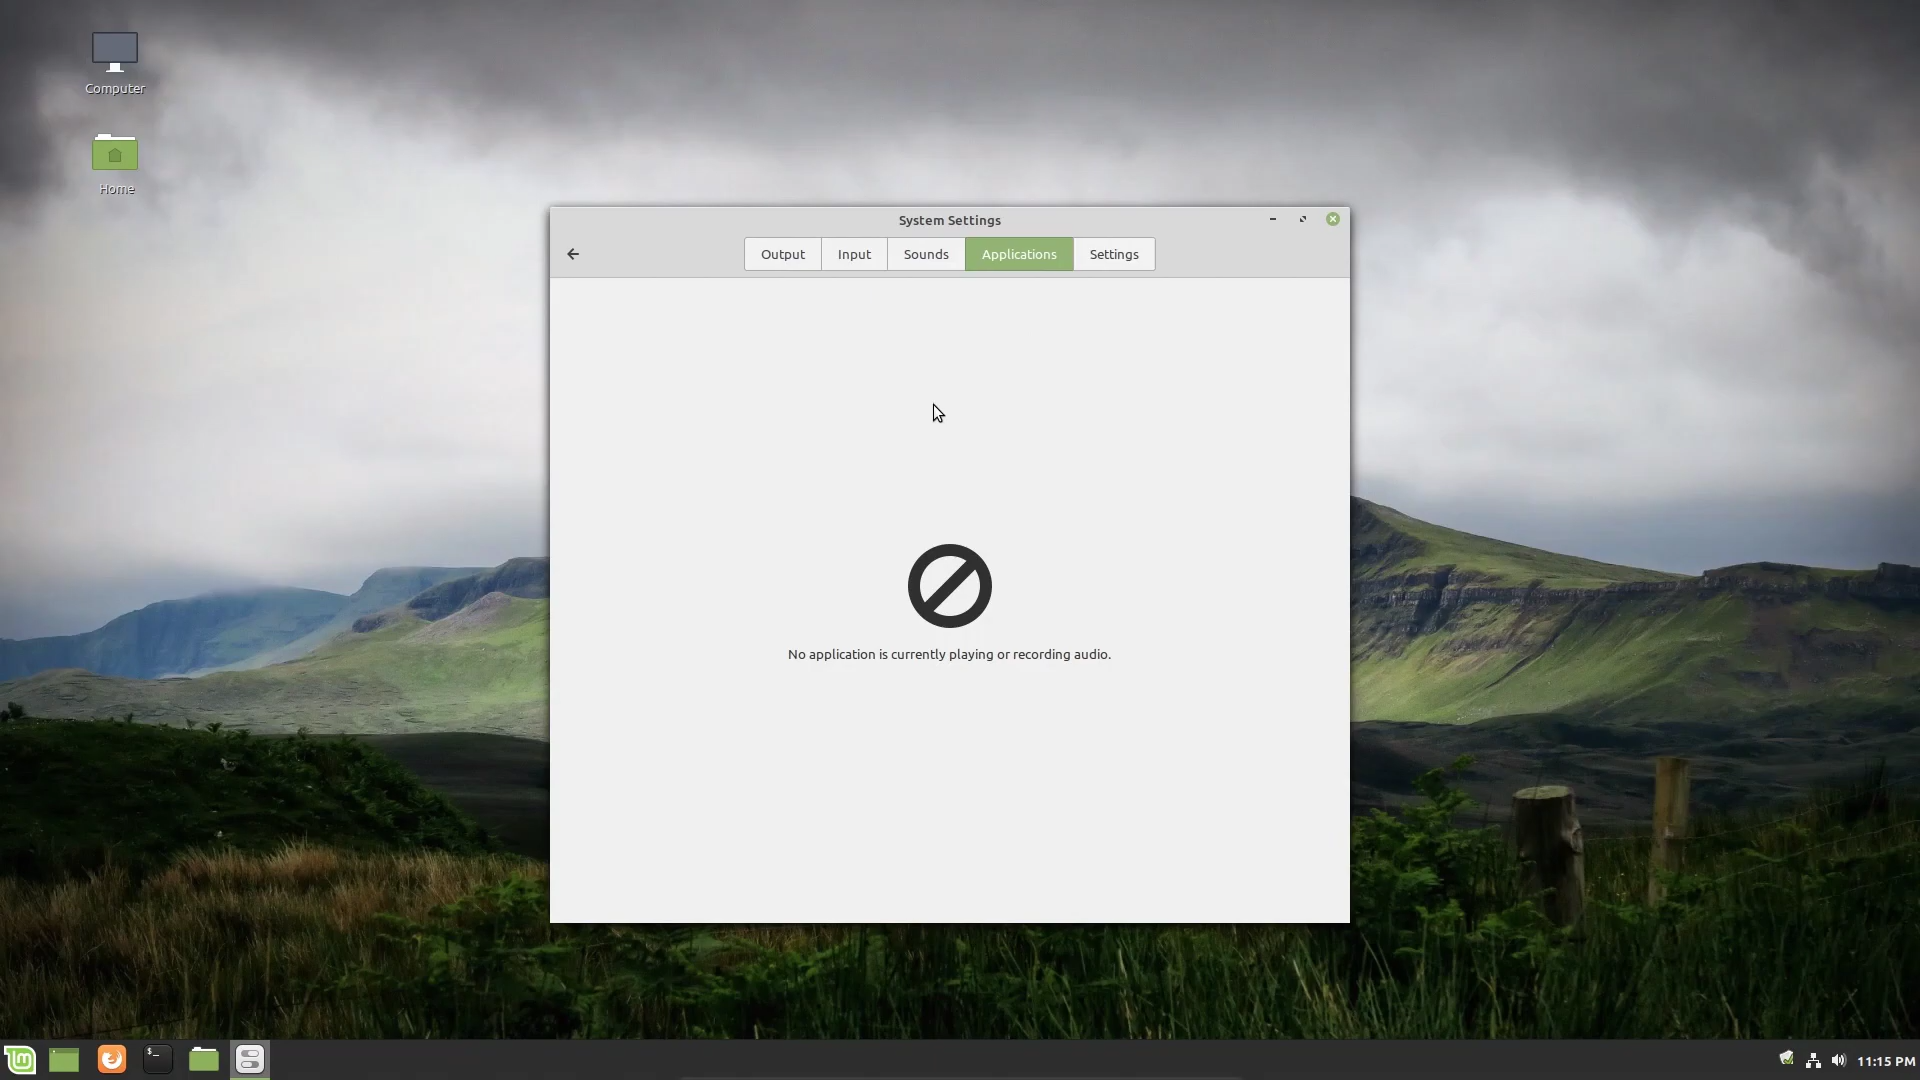 Computer
Home
System Settings
Output Input Sounds Applications Settings
No application is currently playing or recording audio.
$_
11:15 PM